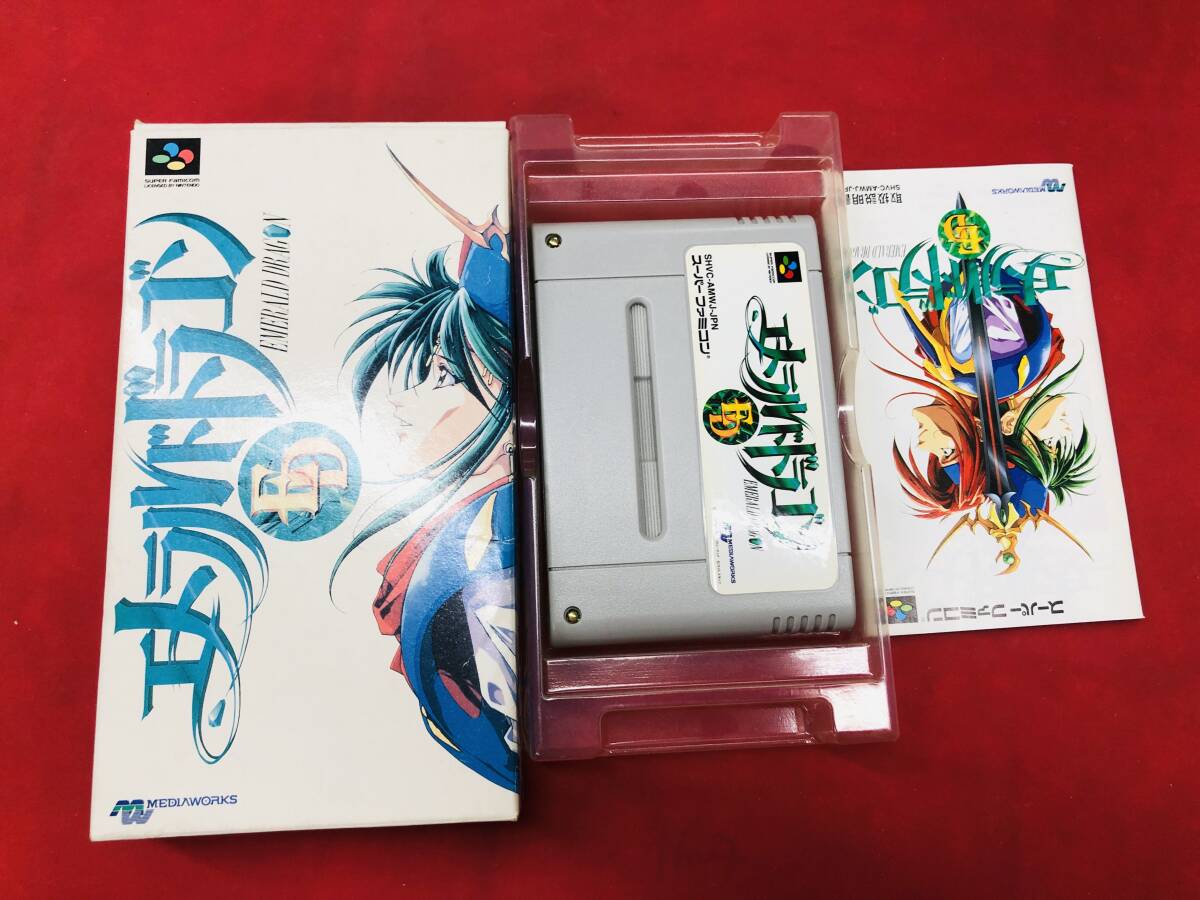 SUPER FAMICOM
LICENSED BY NINTENDO
エメラルドドラゴン
EMERALD DRAGON
ED
MEDIAWORKS
SHVC-AMWJ-JPN
スーパーファミコン
エメラルドドラゴン
ED
EMERALD DRAGON
MEDIAWORKS
MEDIAWORKS
SHVC-AMWJ-JP
取扱説明
ED
エメラルドドラゴン
スーパーファミコン